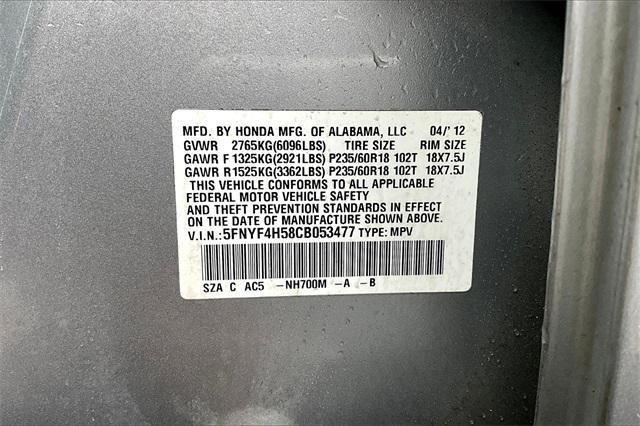 MFD. BY HONDA MFG. OF ALABAMA, LLC 04/'12
GVWR 2765KG(6096LBS) TIRE SIZE RIM SIZE
GAWR F 1325KG(2921LBS) P235/60R18 102T 18X7.5J
GAWR R 1525KG(3362LBS) P235/60R18 102T 18X7.5J
THIS VEHICLE CONFORMS TO ALL APPLICABLE
FEDERAL MOTOR VEHICLE SAFETY
AND THEFT PREVENTION STANDARDS IN EFFECT
ON THE DATE OF MANUFACTURE SHOWN ABOVE.
V.I.N.:5FNYF4H58CB053477 TYPE: MPV
SZA C AC5 -NH700M -A -B